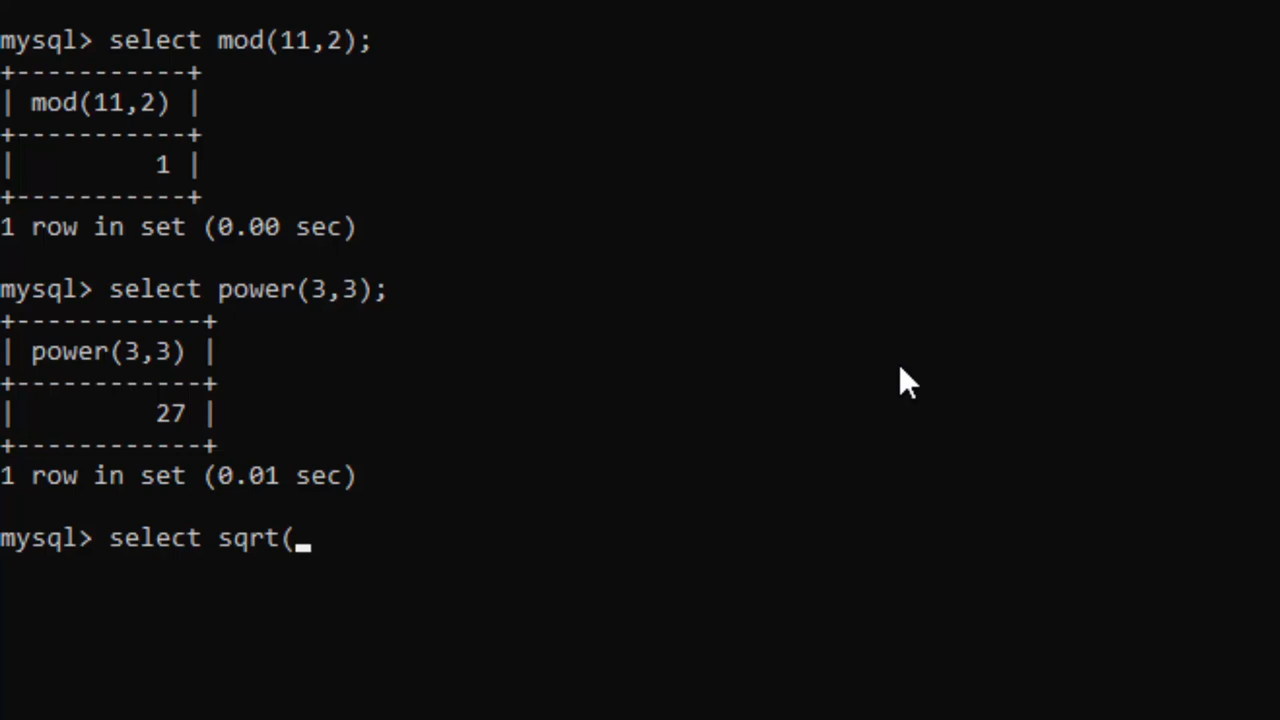 mysql> select mod(11,2);
+-----------+
| mod(11,2) |
+-----------+
|         1 |
+-----------+
1 row in set (0.00 sec)

mysql> select power(3,3);
+------------+
| power(3,3) |
+------------+
|         27 |
+------------+
1 row in set (0.01 sec)

mysql> select sqrt(